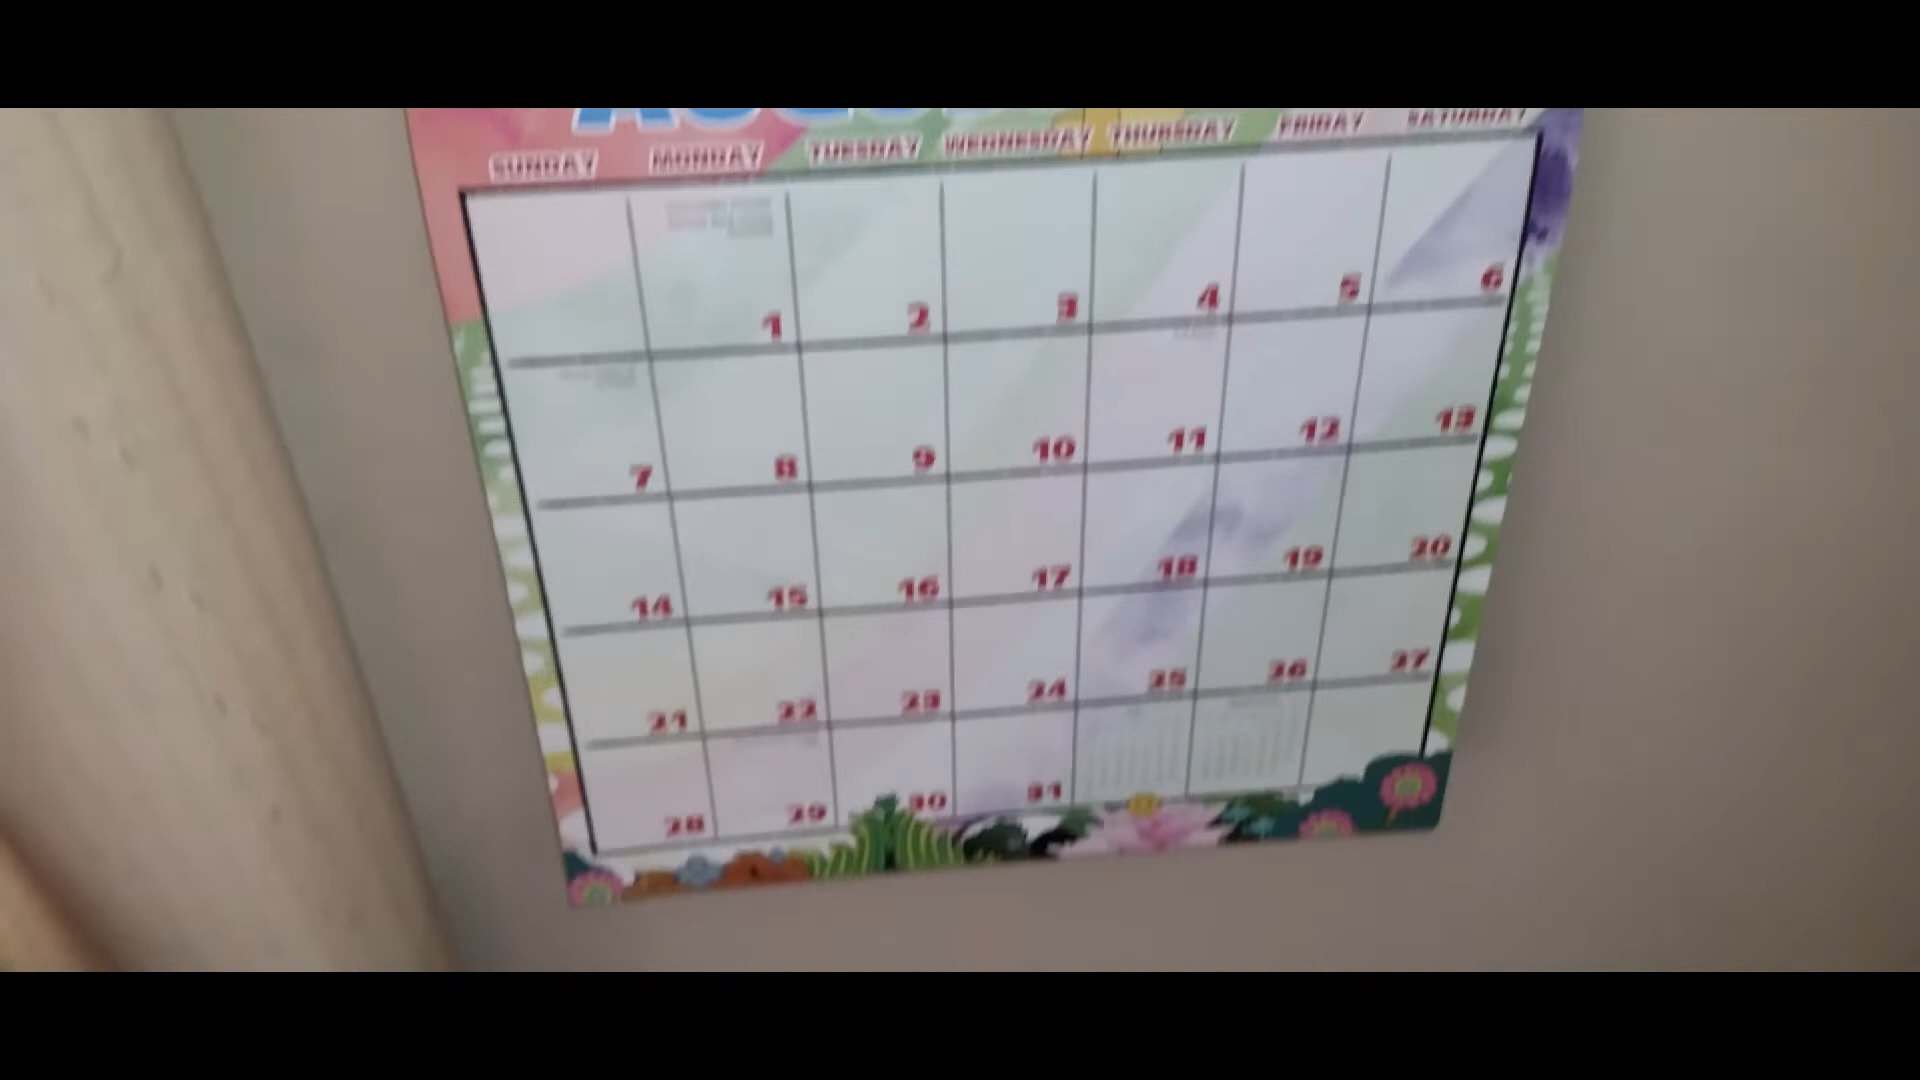 SUNDAY MONDAY TUESDAY WEDNESDAY THURSDAY FRIDAY SATURDAY
1 2 3 4 5 6
7 8 9 10 11 12 13
14 15 16 17 18 19 20
21 22 23 24 25 26 27
28 29 30 31